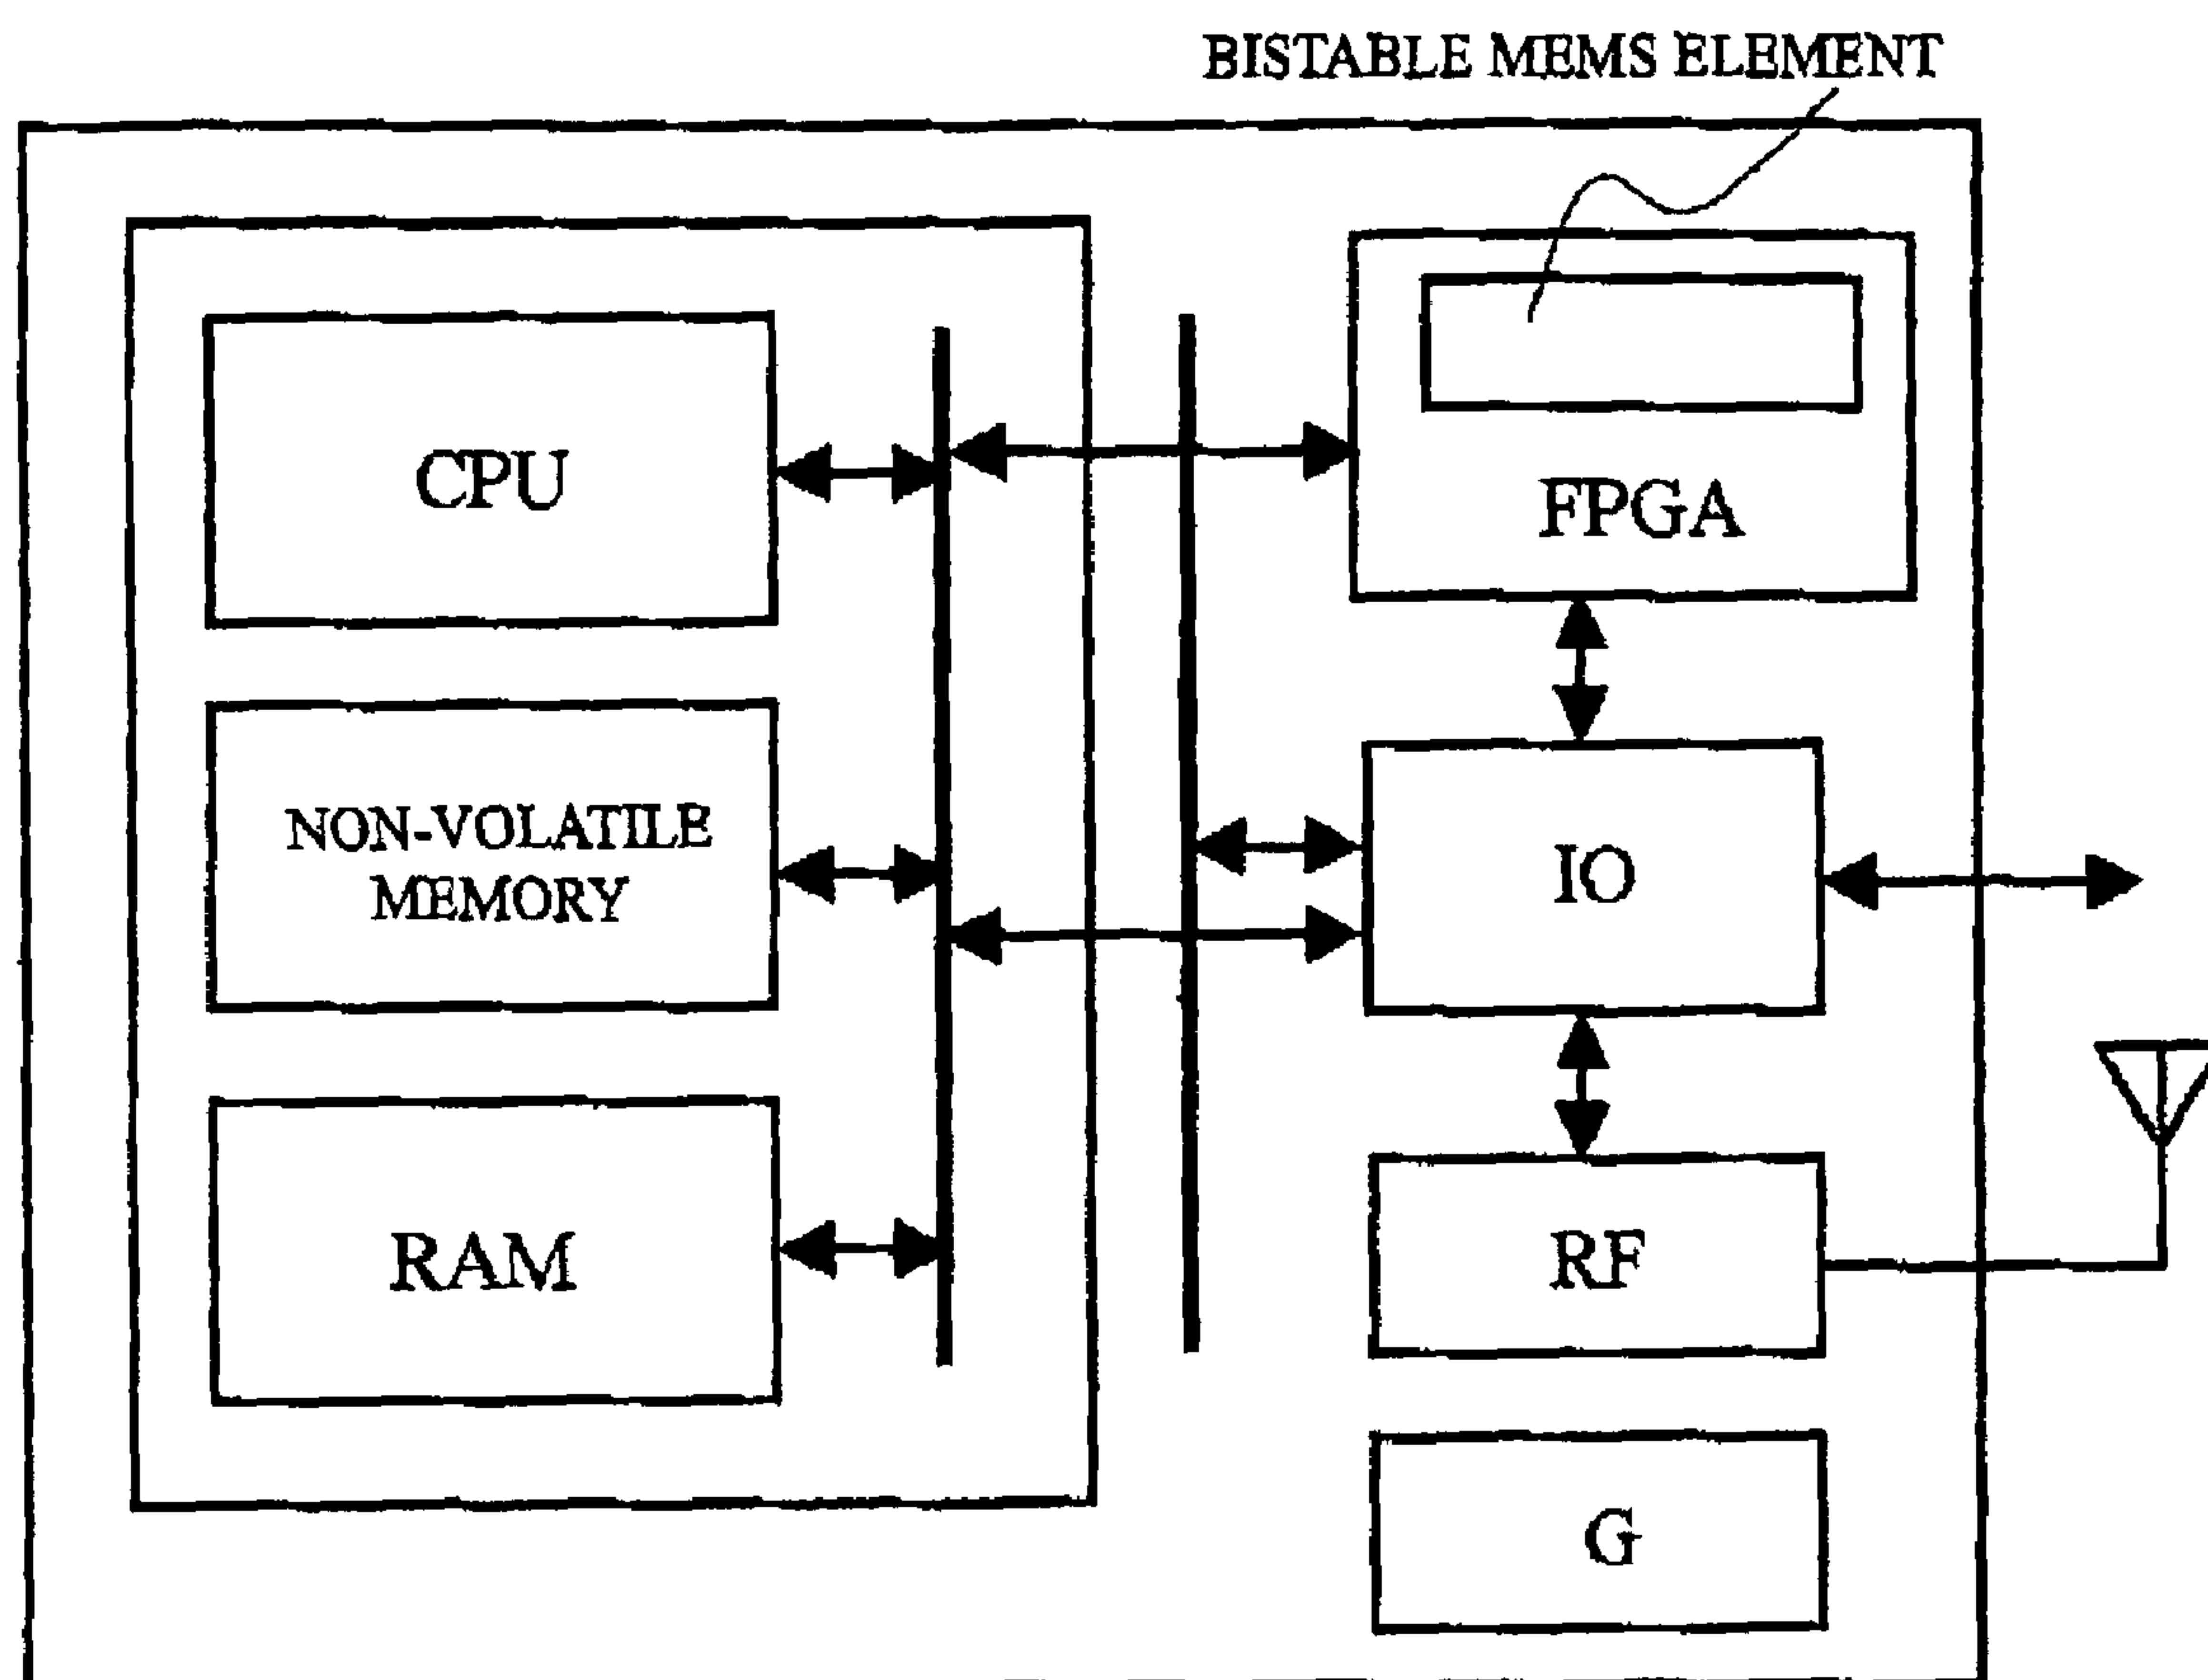 BISTABLE MEMS ELEMENT
CPU
FPGA
NON-VOLATILE
MEMORY
IO
RAM
RF
G